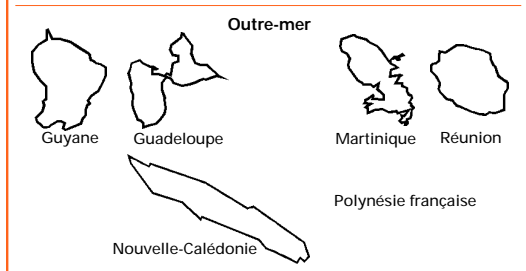 Outre-mer
Guyane
Guadeloupe
Martinique
Réunion
Polynésie française
Nouvelle-Calédonie